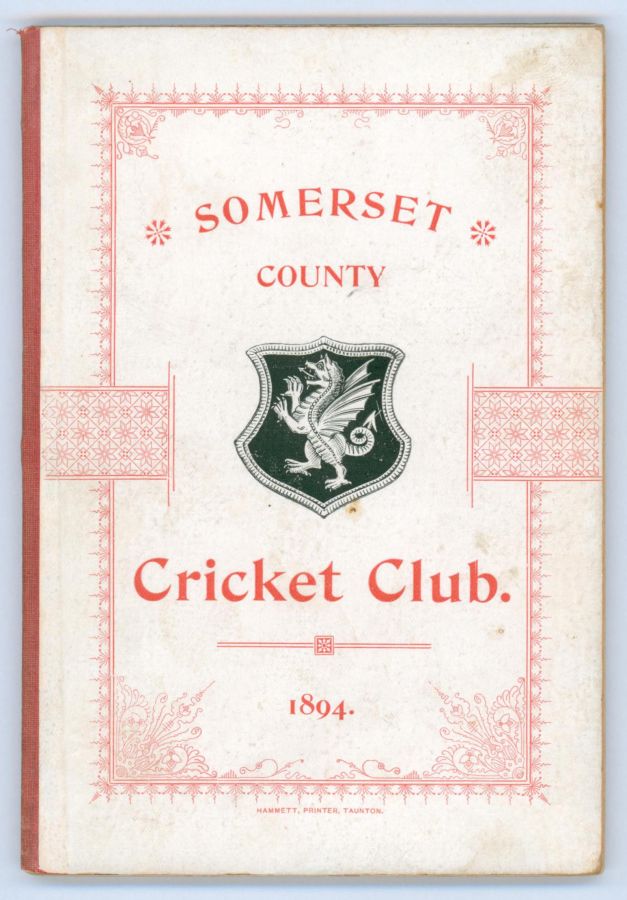 SOMERSET
COUNTY
Cricket Club.
1894.
HAMMETT, PRINTER, TAUNTON.